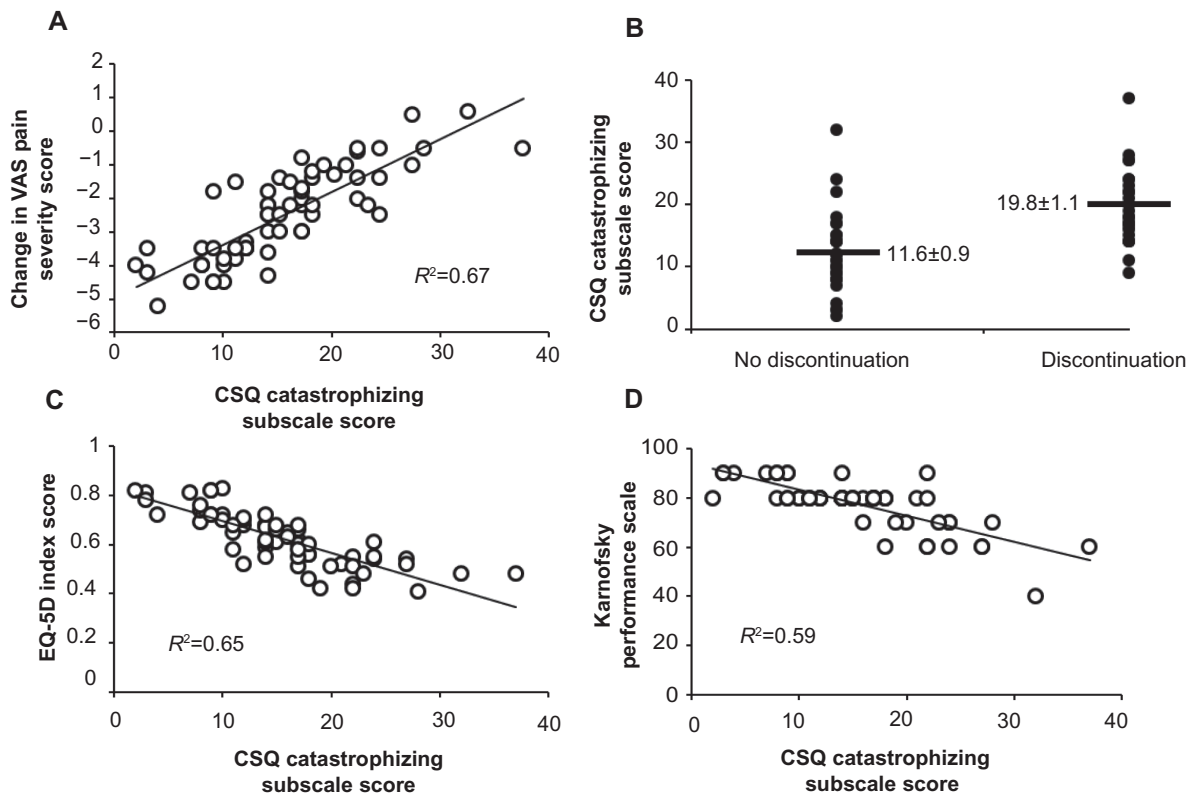 A
Change in VAS pain
severity score
2
1
0
−1
−2
−3
−4
−5
−6
R²=0.67
0
10
20
30
40
CSQ catastrophizing
subscale score
B
CSQ catastrophizing
subscale score
40
30
20
10
0
11.6±0.9
19.8±1.1
No discontinuation
Discontinuation
C
EQ-5D index score
1
0.8
0.6
0.4
0.2
0
R²=0.65
0
10
20
30
40
CSQ catastrophizing
subscale score
D
Karnofsky
performance scale
100
80
60
40
20
0
R²=0.59
0
10
20
30
40
CSQ catastrophizing
subscale score